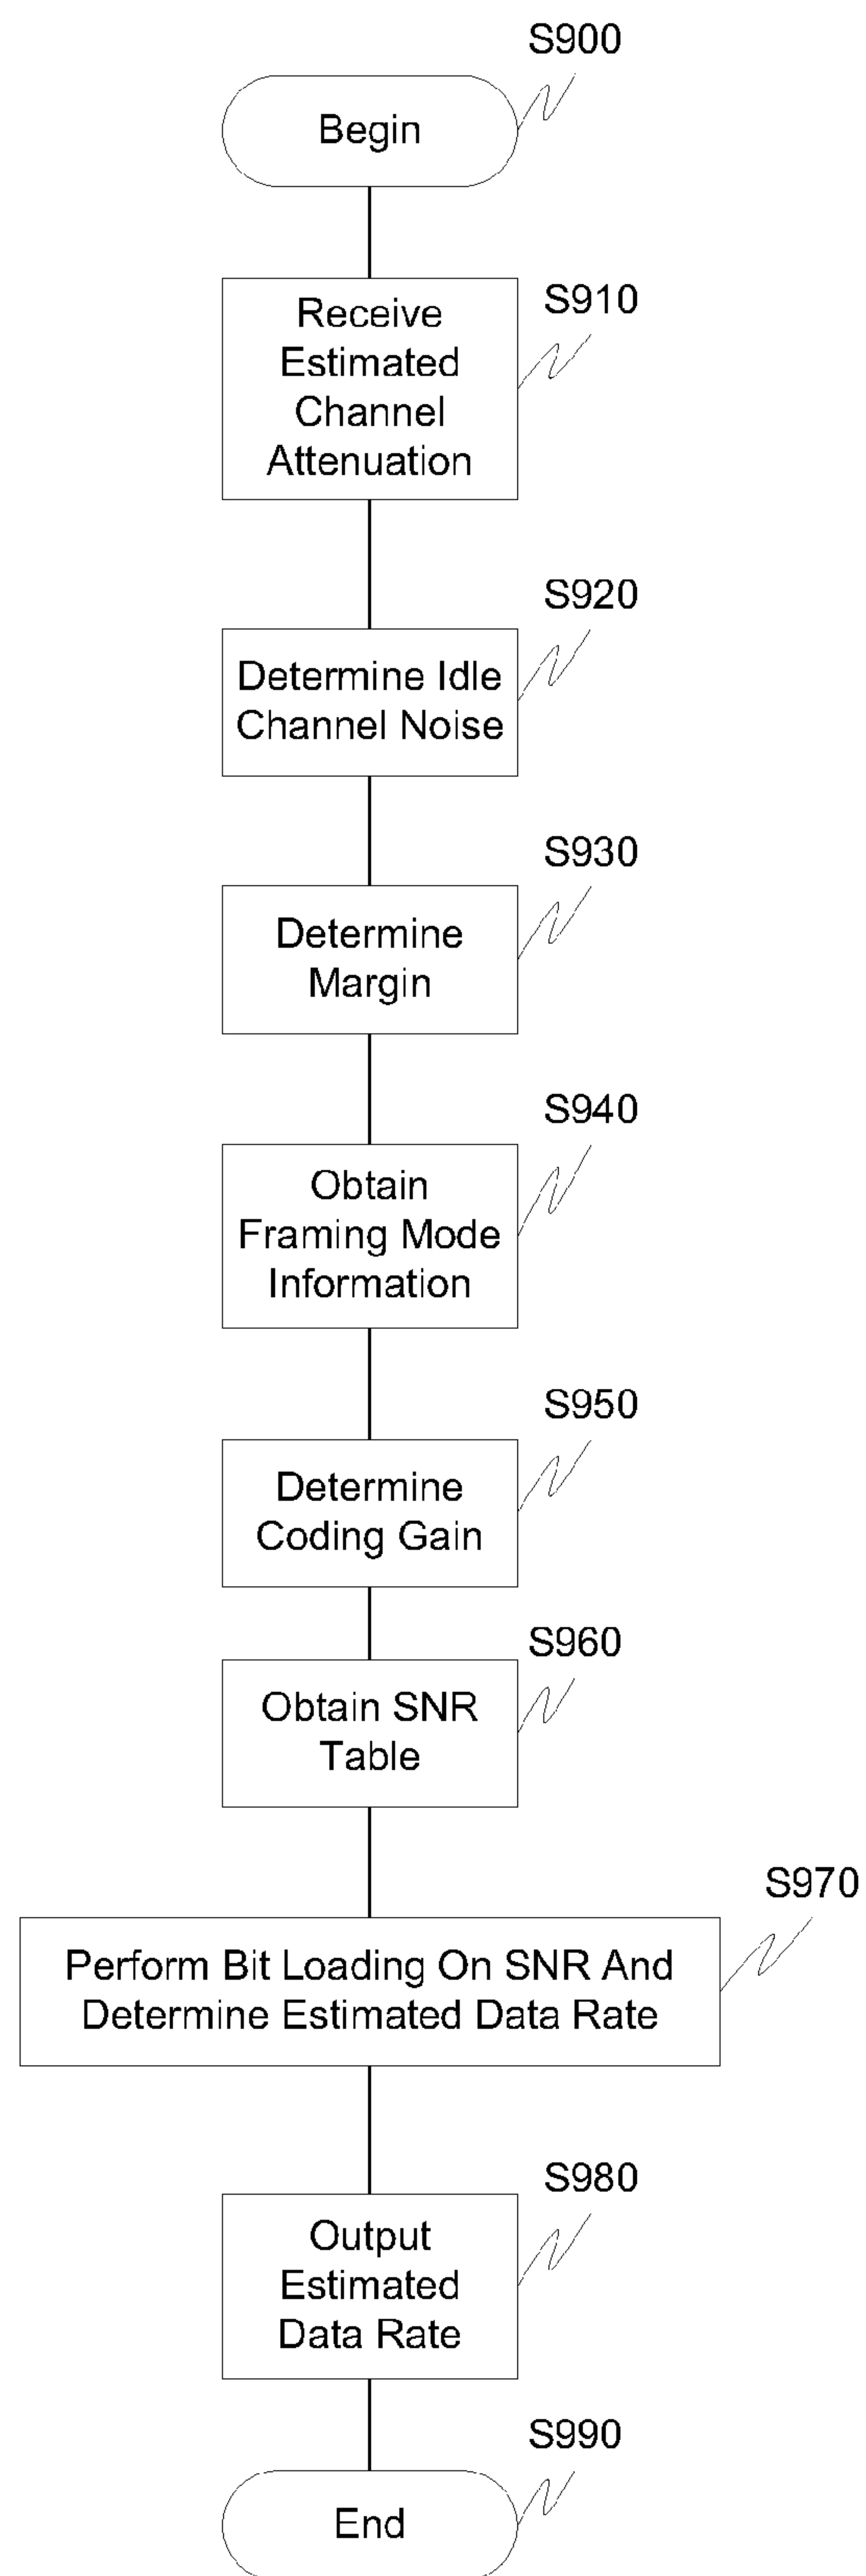 S900
Begin
S910
Receive
Estimated
Channel
Attenuation
S920
Determine Idle
Channel Noise
S930
Determine
Margin
S940
Obtain
Framing Mode
Information
S950
Determine
Coding Gain
S960
Obtain SNR
Table
S970
Perform Bit Loading On SNR And
Determine Estimated Data Rate
S980
Output
Estimated
Data Rate
S990
End